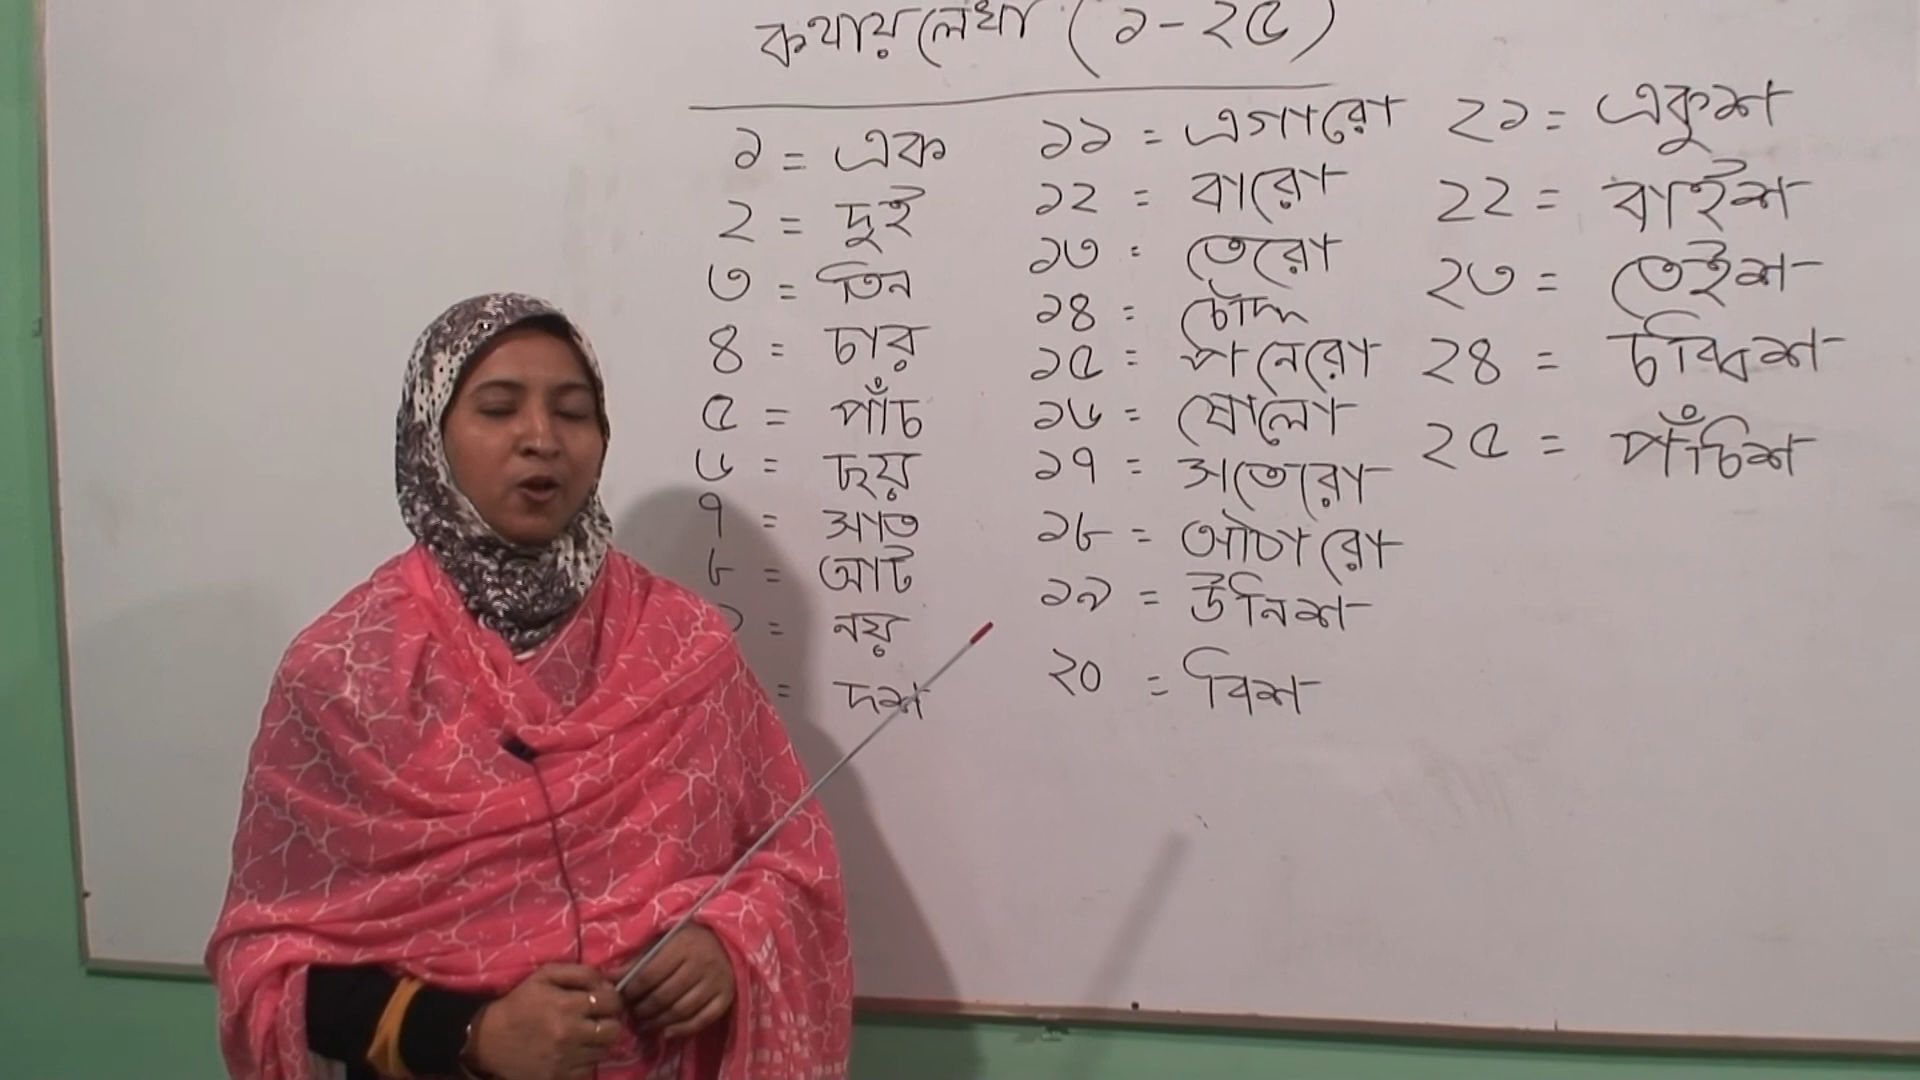 কথায় লেখা (১-২৫)
১ = এক
২ = দুই
৩ = তিন
৪ = চার
৫ = পাঁচ
৬ = ছয়
৭ = সাত
৮ = আট
= নয়
= দশ
১১ = এগারো
১২ = বারো
১৩ = তেরো
১৪ = চৌদ্দ
১৫ = পনেরো
১৬ = ষোলো
১৭ = সতেরো
১৮ = আঠারো
১৯ = উনিশ
২০ = বিশ
২১ = একুশ
২২ = বাইশ
২৩ = তেইশ
২৪ = চব্বিশ
২৫ = পঁচিশ